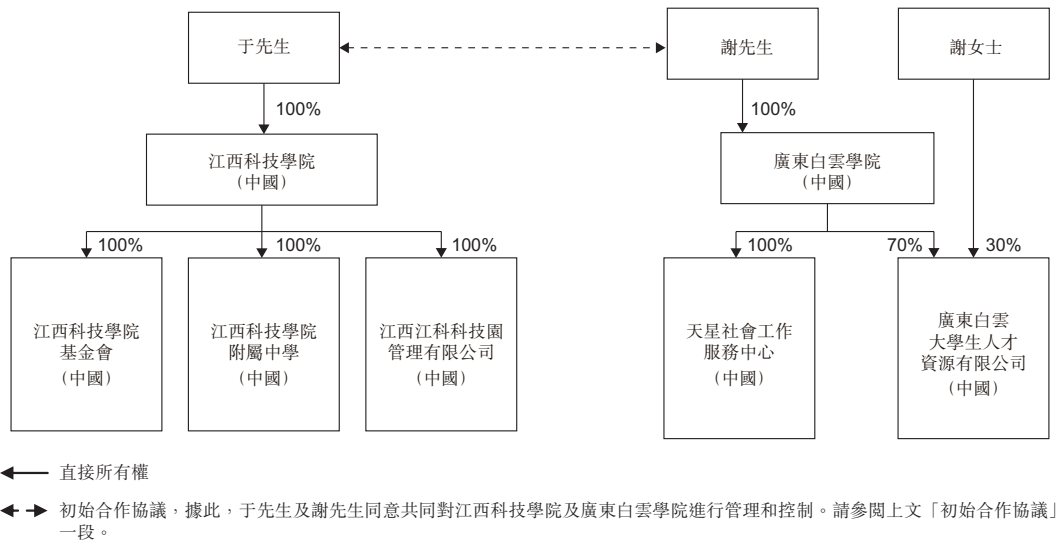 于先生
謝先生
謝女士
100%
100%
江西科技學院
（中國）
廣東白雲學院
（中國）
100%
100%
100%
100%
70%
30%
江西科技學院
基金會
（中國）
江西科技學院
附屬中學
（中國）
江西江科科技園
管理有限公司
（中國）
天星社會工作
服務中心
（中國）
廣東白雲
大學生人才
資源有限公司
（中國）
直接所有權
初始合作協議，據此，于先生及謝先生同意共同對江西科技學院及廣東白雲學院進行管理和控制。請參閱上文「初始合作協議」
一段。